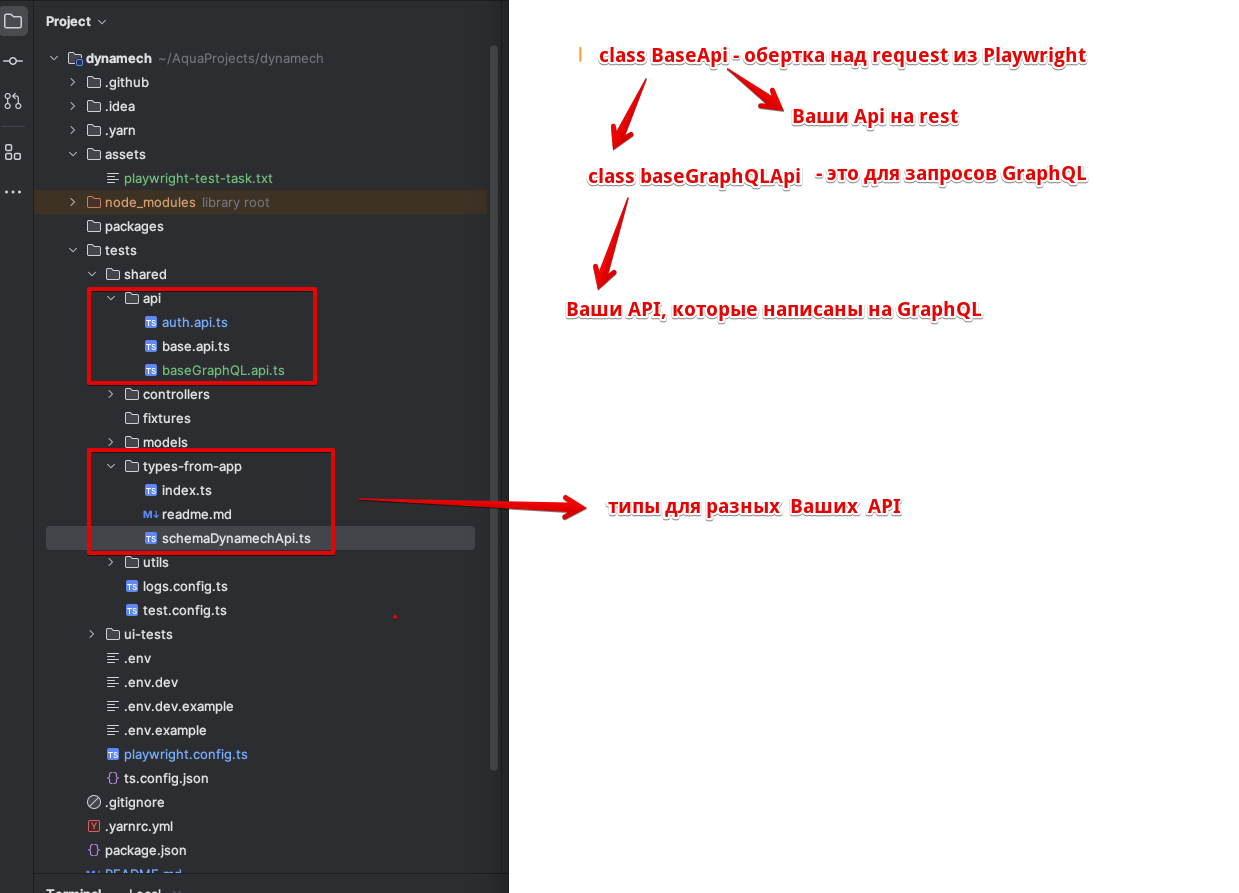 Project
dynamech ~/AquaProjects/dynamech
.github
.idea
.yarn
assets
playwright-test-task.txt
node_modules library root
packages
tests
shared
api
TS auth.api.ts
TS base.api.ts
TS baseGraphQL.api.ts
controllers
fixtures
models
types-from-app
TS index.ts
M↓ readme.md
TS schemaDynamechApi.ts
utils
TS logs.config.ts
TS test.config.ts
ui-tests
.env
.env.dev
.env.dev.example
.env.example
TS playwright.config.ts
{} ts.config.json
.gitignore
Y .yarnrc.yml
{} package.json
M↓ README.md
Terminal Local
class BaseApi - обертка над request из Playwright
Ваши Api на rest
class baseGraphQLApi - это для запросов GraphQL
Ваши API, которые написаны на GraphQL
типы для разных Ваших API